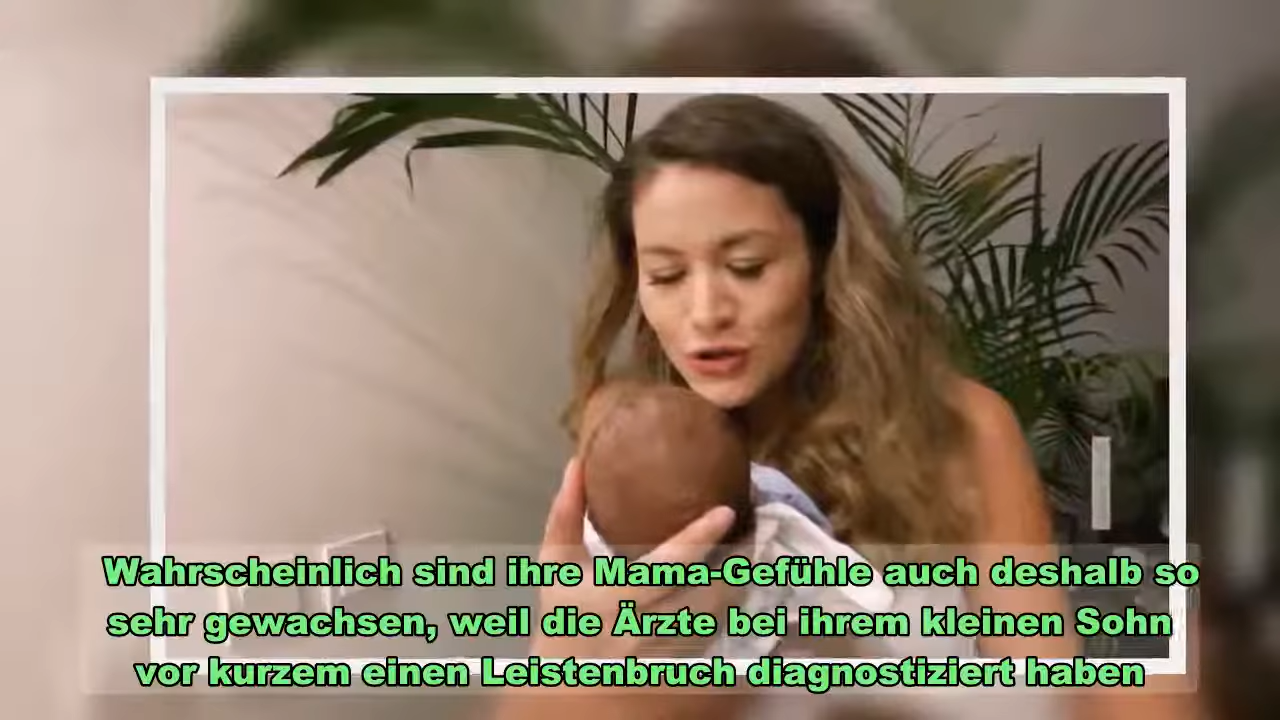 Wahrscheinlich sind ihre Mama-Gefühle auch deshalb so
sehr gewachsen, weil die Ärzte bei ihrem kleinen Sohn
vor kurzem einen Leistenbruch diagnostiziert haben